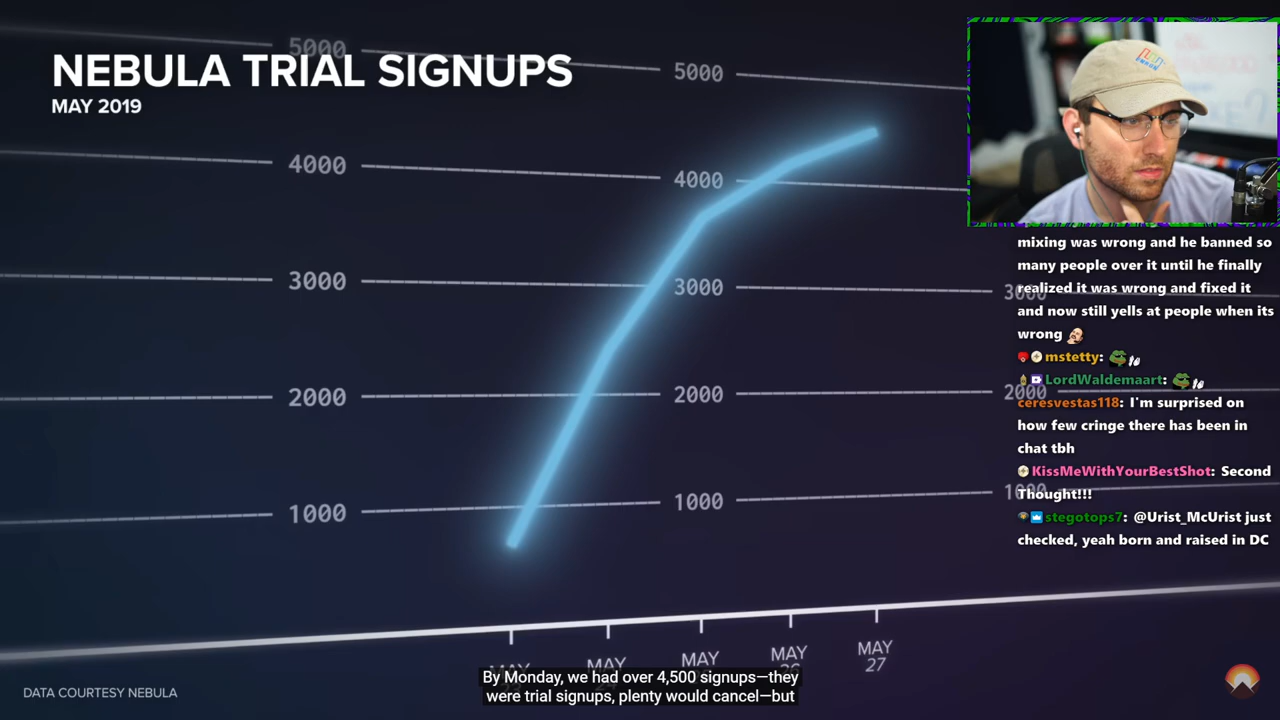 NEBULA TRIAL SIGNUPS
MAY 2019
5000
5000
4000
4000
3000
3000
3000
2000
2000
2000
1000
1000
1000
MAY
MAY
MAY
MAY
MAY
27
By Monday, we had over 4,500 signups—they
were trial signups, plenty would cancel—but
DATA COURTESY NEBULA
mixing was wrong and he banned so
many people over it until he finally
realized it was wrong and fixed it
and now still yells at people when its
wrong
mstetty:
LordWaldemaart:
ceresvestas118: I'm surprised on
how few cringe there has been in
chat tbh
KissMeWithYourBestShot: Second
Thought!!!
stegotops7: @Urist_McUrist just
checked, yeah born and raised in DC